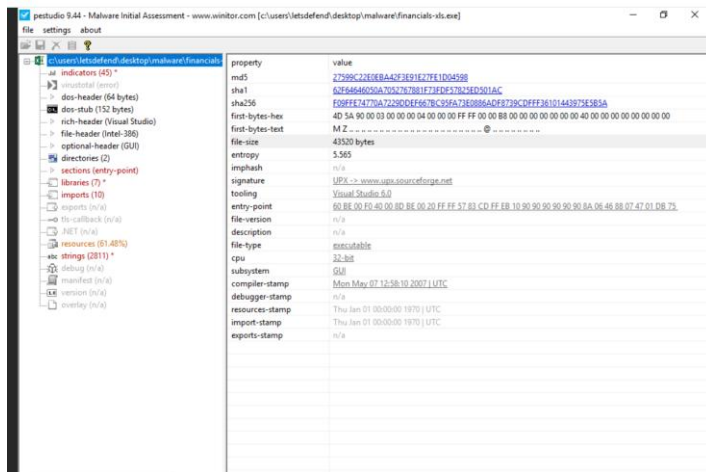 pestudio 9.44 - Malware Initial Assessment - www.winitor.com [c:\users\letsdefend\desktop\malware\financials-xls.exe]
file settings about
c:\users\letsdefend\desktop\malware\financials-
indicators (45) *
virustotal (error)
dos-header (64 bytes)
dos-stub (152 bytes)
rich-header (Visual Studio)
file-header (Intel-386)
optional-header (GUI)
directories (2)
sections (entry-point)
libraries (7) *
imports (10)
exports (n/a)
tls-callback (n/a)
.NET (n/a)
resources (61.48%)
abc strings (2811) *
debug (n/a)
manifest (n/a)
version (n/a)
overlay (n/a)
property value
md5 27599C22E0EBA42F3E91E27FE1D04598
sha1 62F64646050A7052767881F73FDF57825ED501AC
sha256 F09FFE74770A7229DDEF667BC95FA73E0886ADF8739CDFFF36101443975E5B5A
first-bytes-hex 4D 5A 90 00 03 00 00 00 04 00 00 00 FF FF 00 00 B8 00 00 00 00 00 00 00 40 00 00 00 00 00 00 00 00 00
first-bytes-text M Z .. .. .. .. .. .. .. .. .. .. .. @ .. .. .. ..
file-size 43520 bytes
entropy 5.565
imphash n/a
signature UPX -> www.upx.sourceforge.net
tooling Visual Studio 6.0
entry-point 60 BE 00 F0 40 00 8D BE 00 20 FF FF 57 83 CD FF EB 10 90 90 90 90 90 90 8A 06 46 88 07 47 01 DB 75
file-version n/a
description n/a
file-type executable
cpu 32-bit
subsystem GUI
compiler-stamp Mon May 07 12:58:10 2007 | UTC
debugger-stamp n/a
resources-stamp Thu Jan 01 00:00:00 1970 | UTC
import-stamp Thu Jan 01 00:00:00 1970 | UTC
exports-stamp n/a